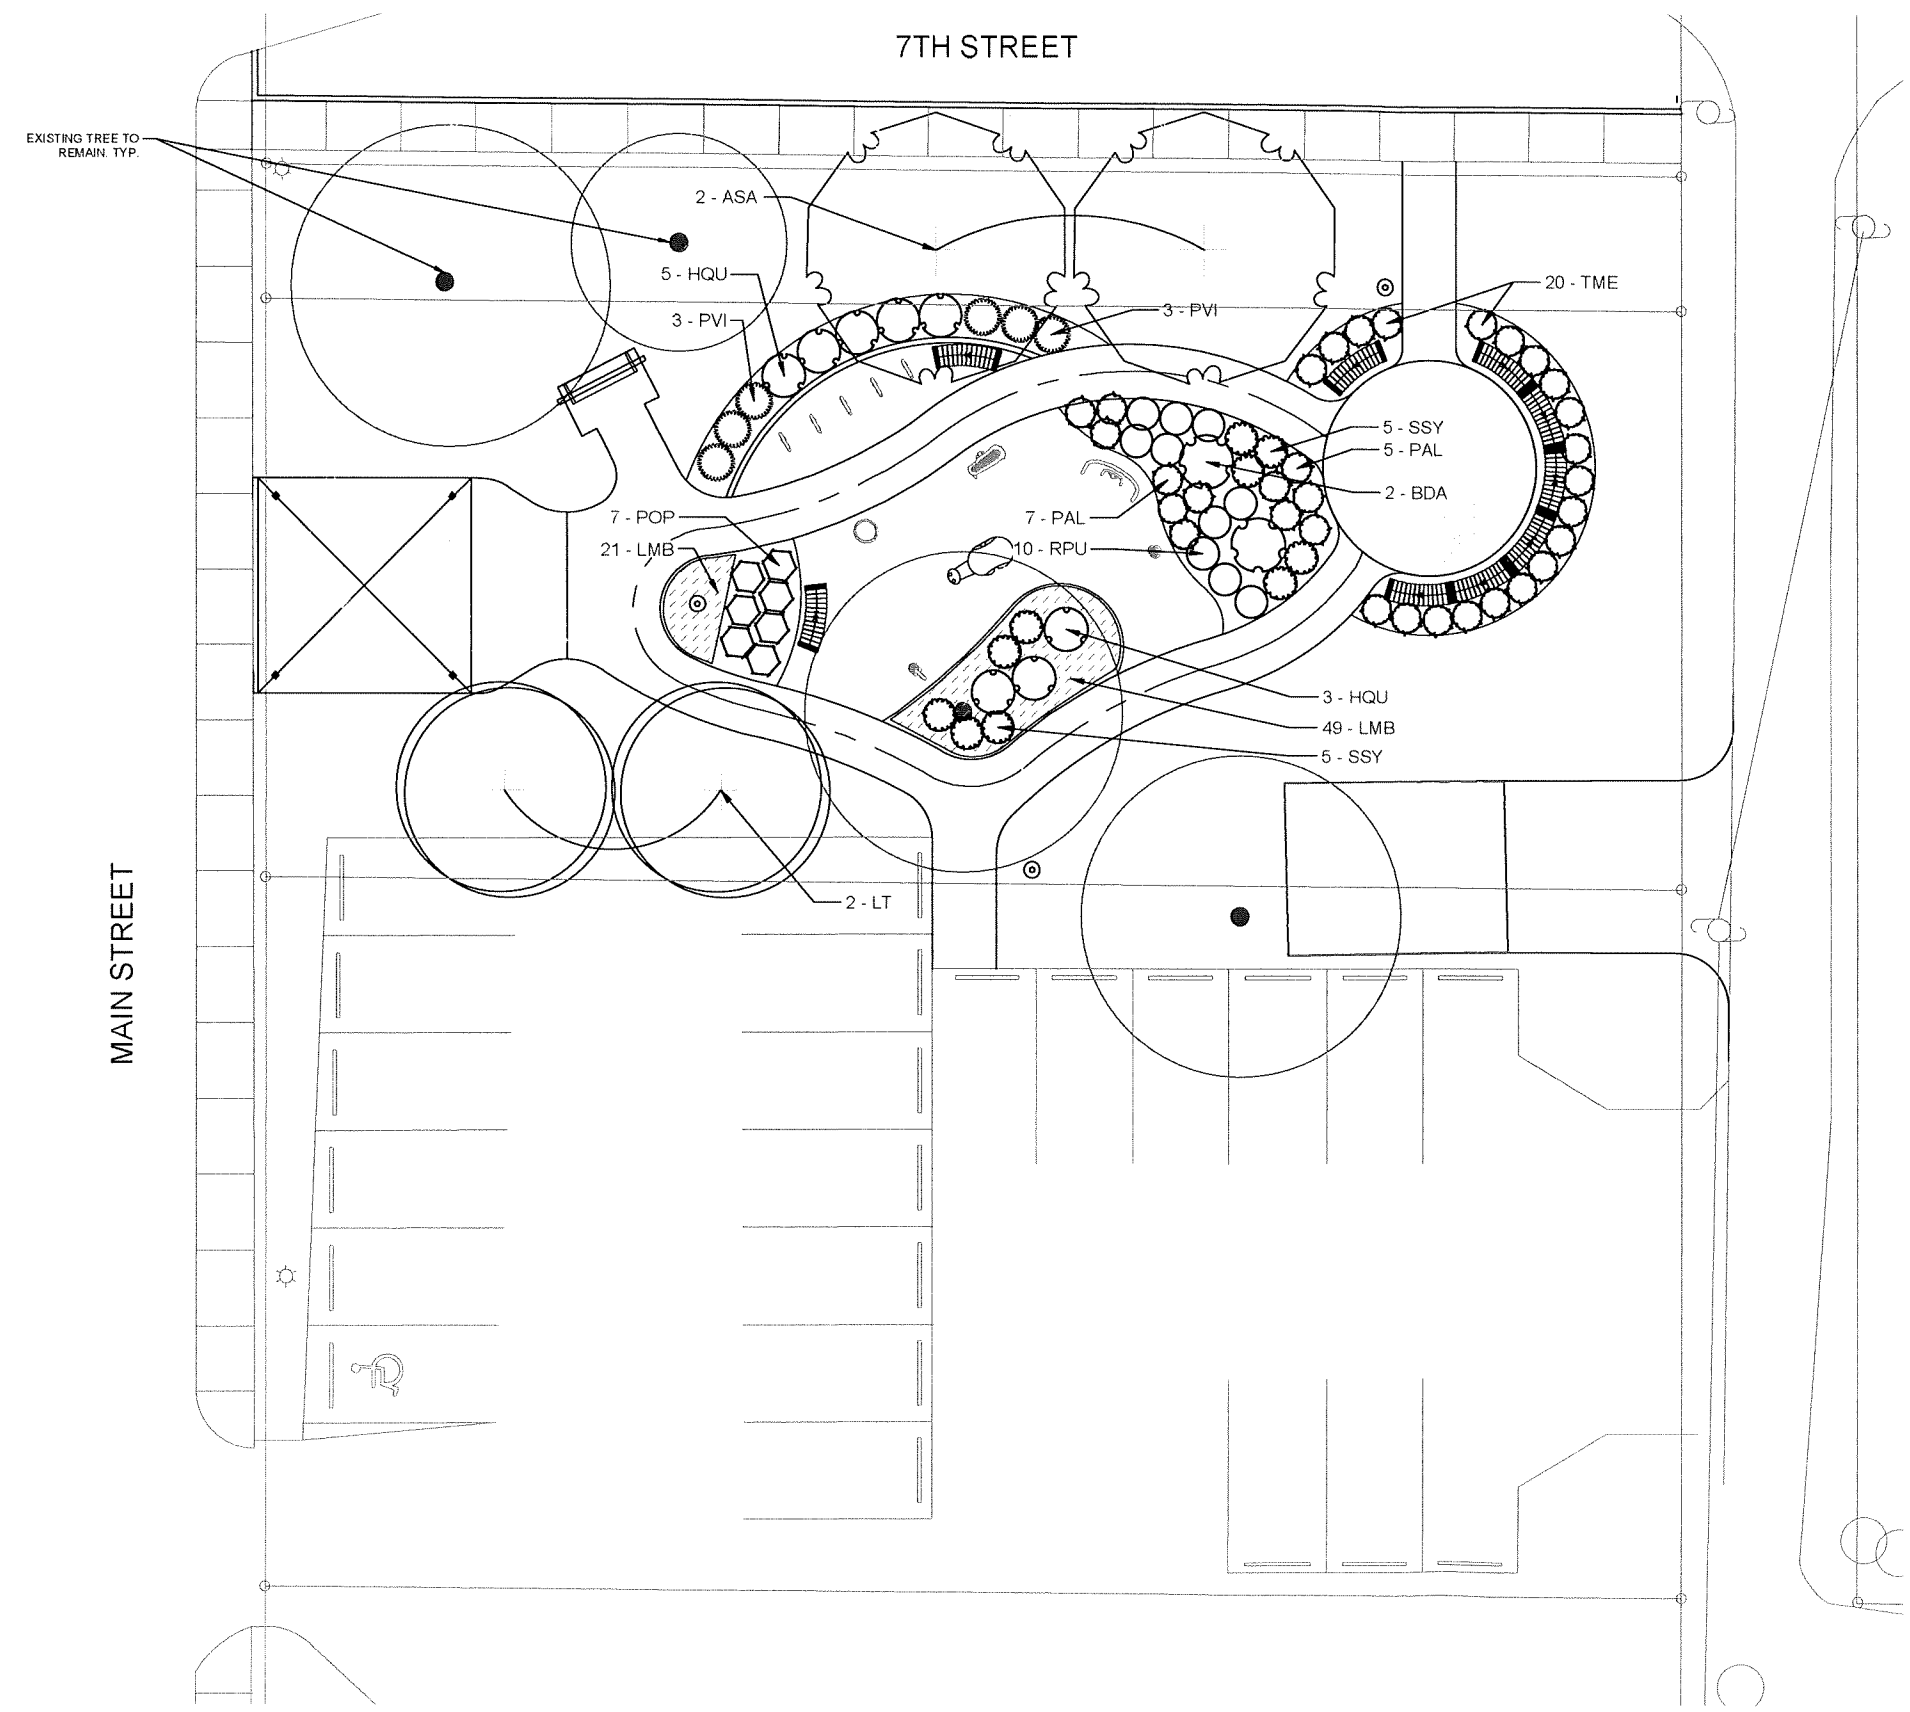 7TH STREET
EXISTING TREE TO
REMAIN. TYP.
2 - ASA
5 - HQU
20 - TME
3 - PVI
3 - PVI
5 - SSY
5 - PAL
2 - BDA
7 - POP
7 - PAL
21 - LMB
10 - RPU
3 - HQU
49 - LMB
5 - SSY
2 - LT
MAIN STREET